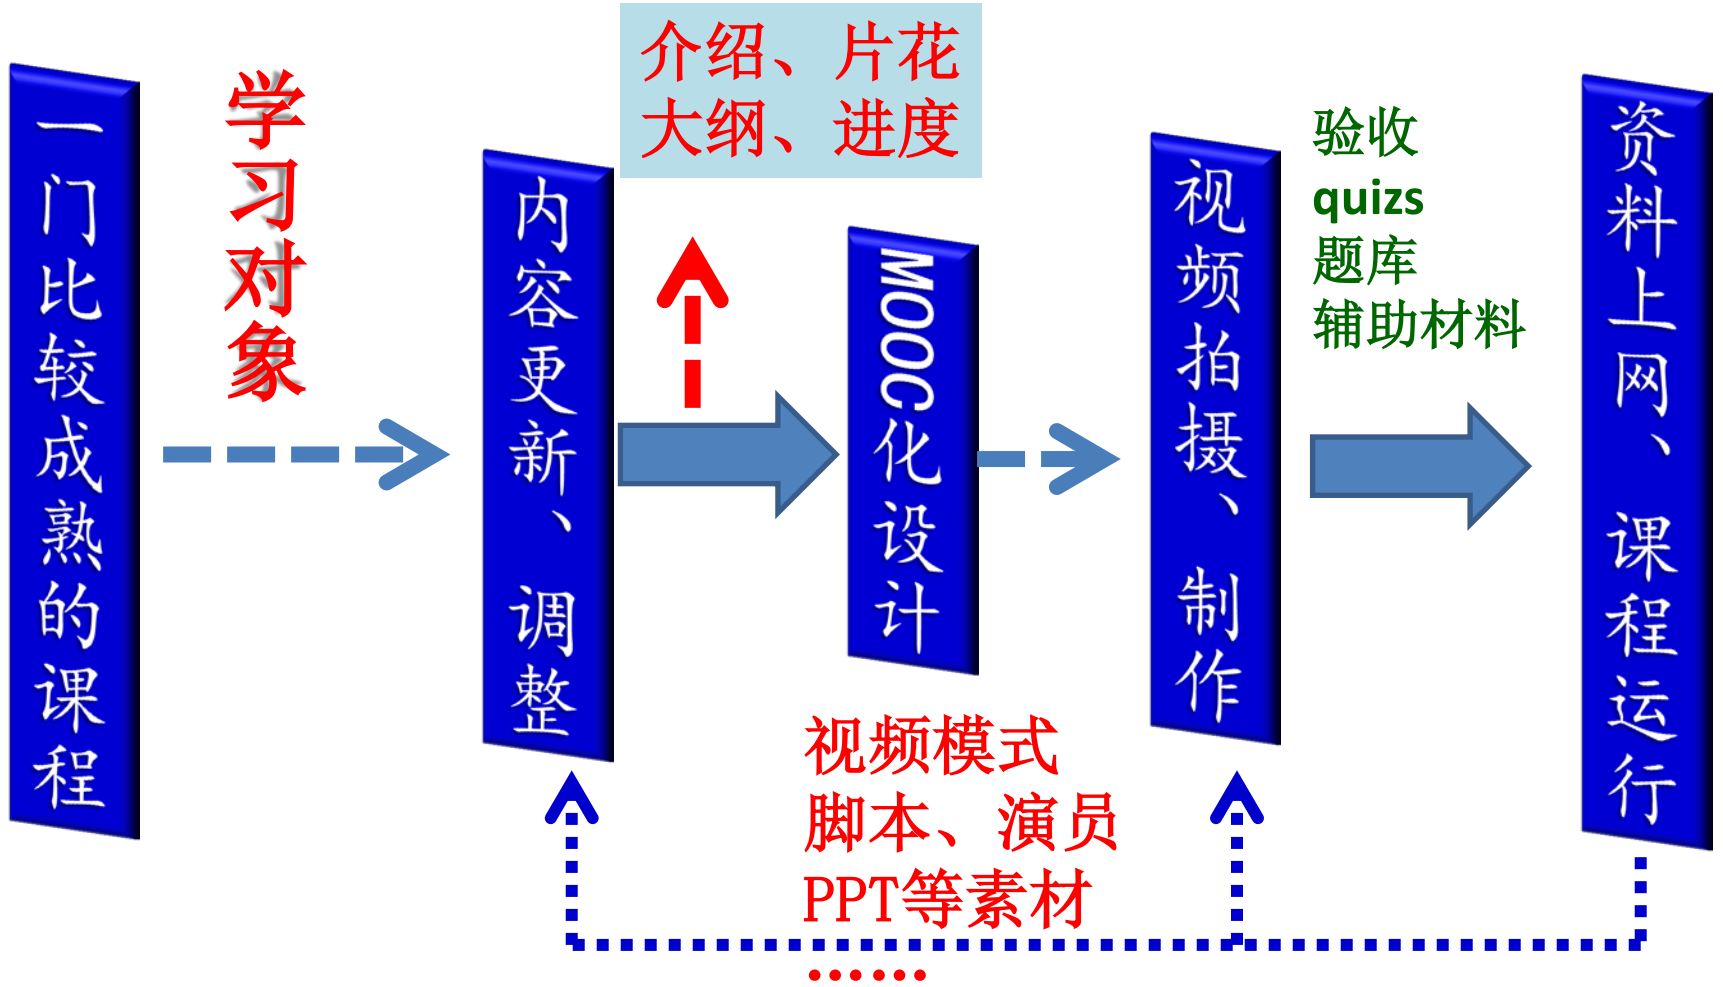 一门比较成熟的课程
学习对象
内容更新、调整
介绍、片花
大纲、进度
MOOC化设计
视频模式
脚本、演员
PPT等素材
……
视频拍摄、制作
验收
quizs
题库
辅助材料
资料上网、课程运行